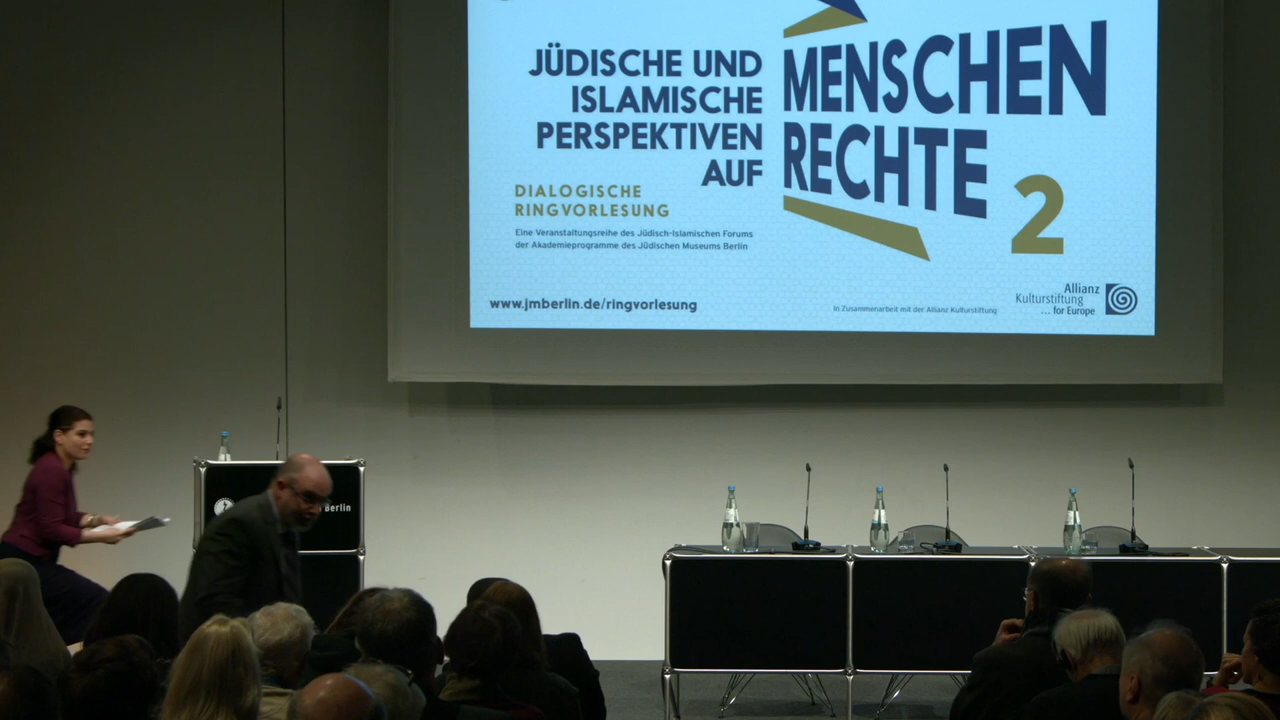 JÜDISCHE UND
ISLAMISCHE
PERSPEKTIVEN
AUF
MENSCHEN
RECHTE
2
DIALOGISCHE
RINGVORLESUNG
Eine Veranstaltungsreihe des Jüdisch-Islamischen Forums
der Akademieprogramme des Jüdischen Museums Berlin
www.jmberlin.de/ringvorlesung
In Zusammenarbeit mit der Allianz Kulturstiftung
Allianz
Kulturstiftung
... for Europe
Berlin